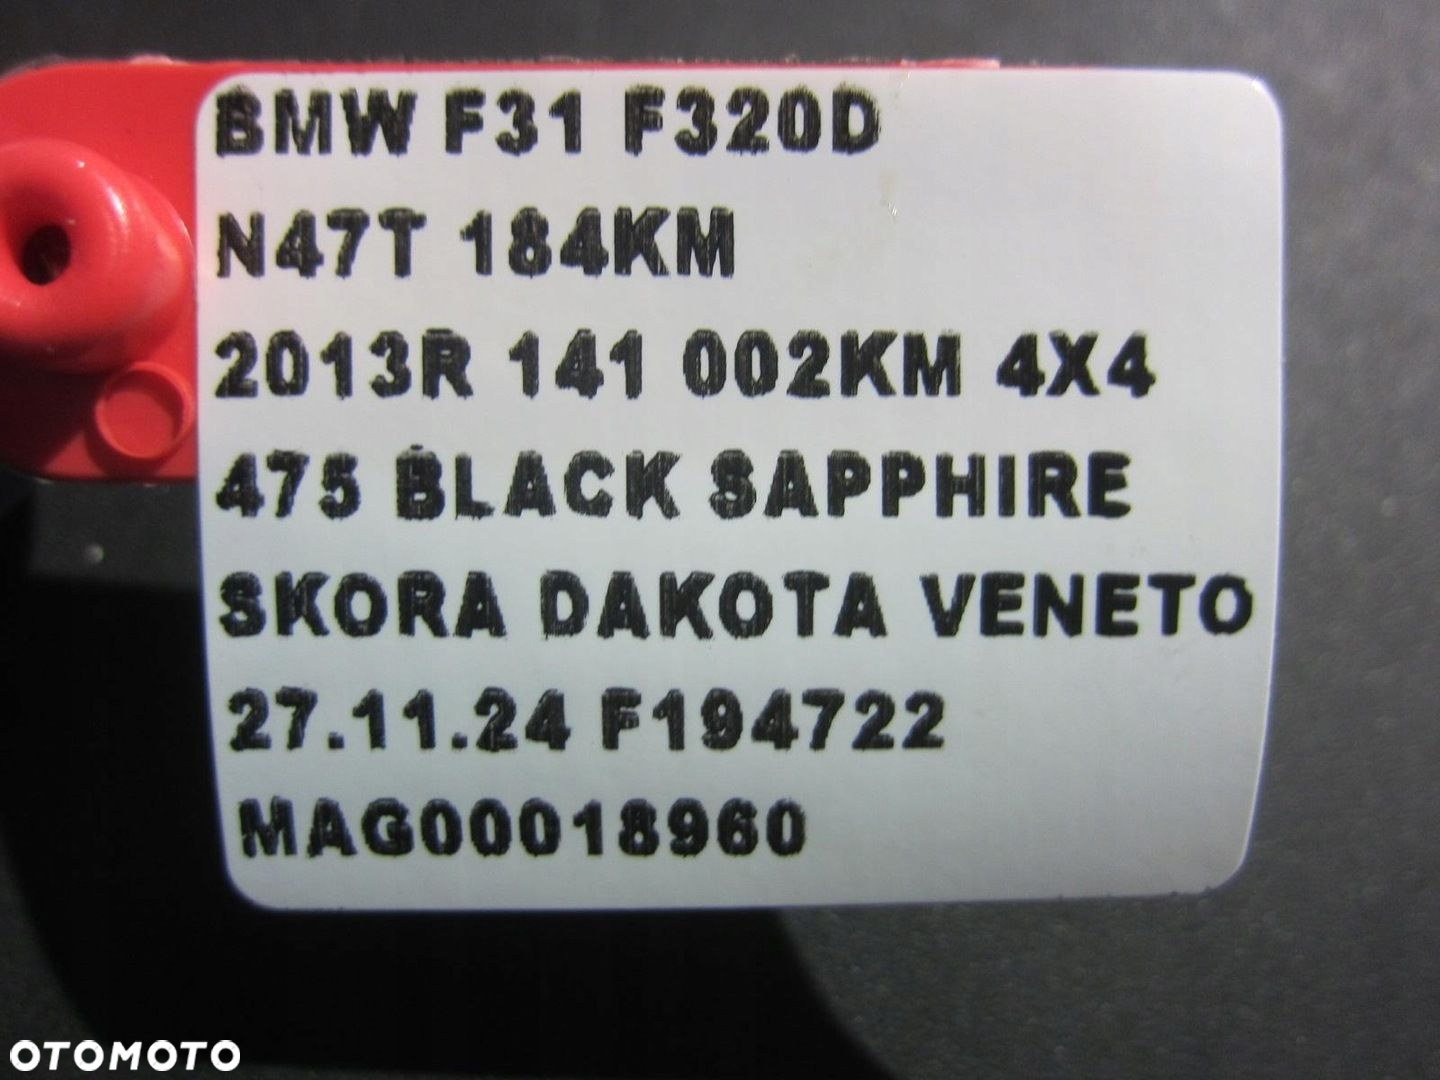 BMW F31 F320D
N47T 184KM
2013R 141 002KM 4X4
475 BLACK SAPPHIRE
SKORA DAKOTA VENETO
27.11.24 F194722
MAG00018960
OTOMOTO